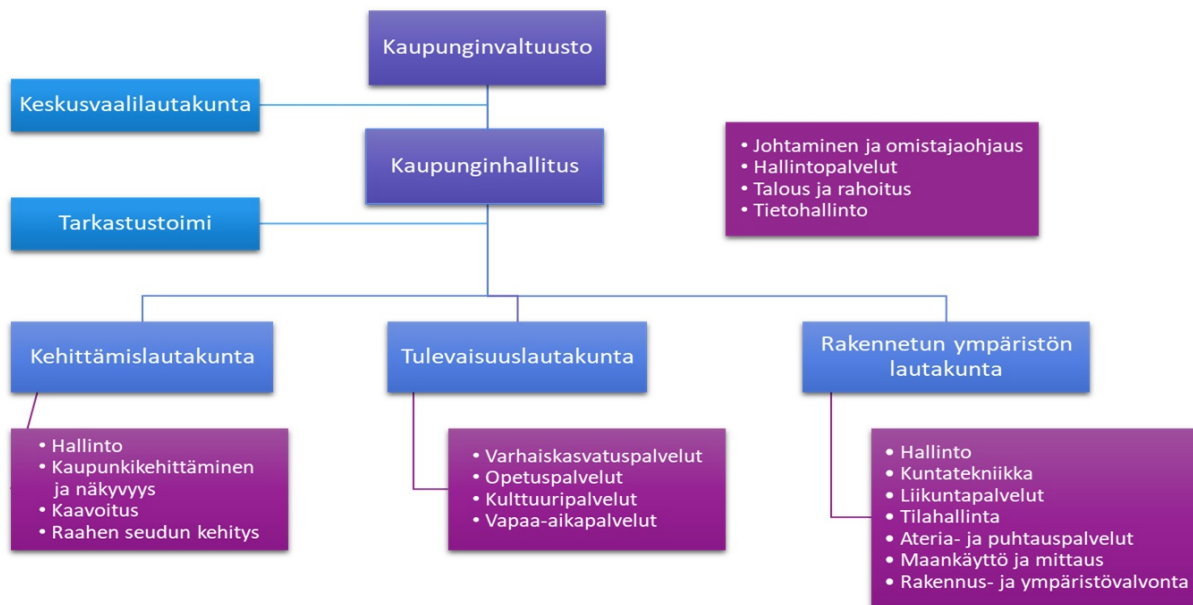 Kaupunginvaltuusto
Keskusvaalilautakunta
Kaupunginhallitus
• Johtaminen ja omistajaohjaus
• Hallintopalvelut
• Talous ja rahoitus
• Tietohallinto
Tarkastustoimi
Kehittämislautakunta
Tulevaisuuslautakunta
Rakennetun ympäristön
lautakunta
• Hallinto
• Kaupunkikehittäminen
ja näkyvyys
• Kaavoitus
• Raahen seudun kehitys
• Varhaiskasvatuspalvelut
• Opetuspalvelut
• Kulttuuripalvelut
• Vapaa-aikapalvelut
• Hallinto
• Kuntatekniikka
• Liikuntapalvelut
• Tilahallinta
• Ateria- ja puhtauspalvelut
• Maankäyttö ja mittaus
• Rakennus- ja ympäristövalvonta